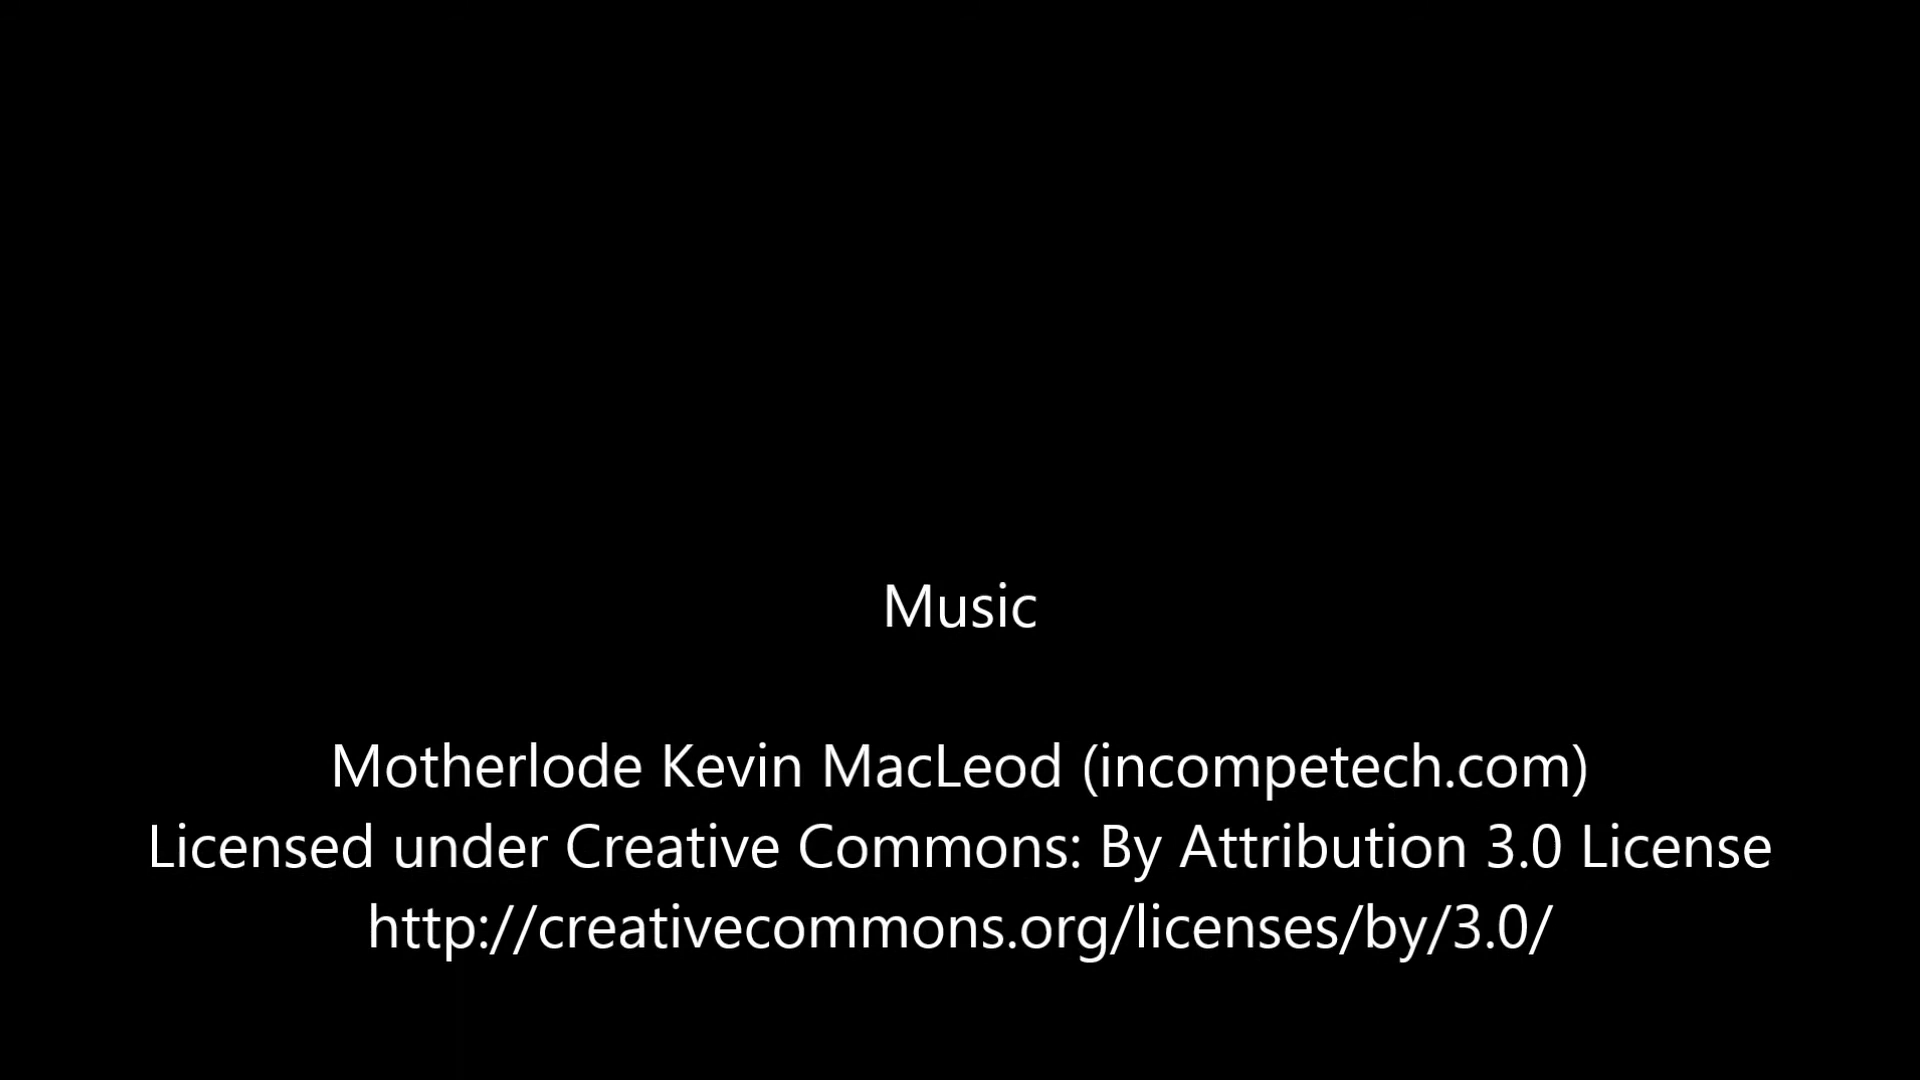 Music
Motherlode Kevin MacLeod (incompetech.com)
Licensed under Creative Commons: By Attribution 3.0 License
http://creativecommons.org/licenses/by/3.0/